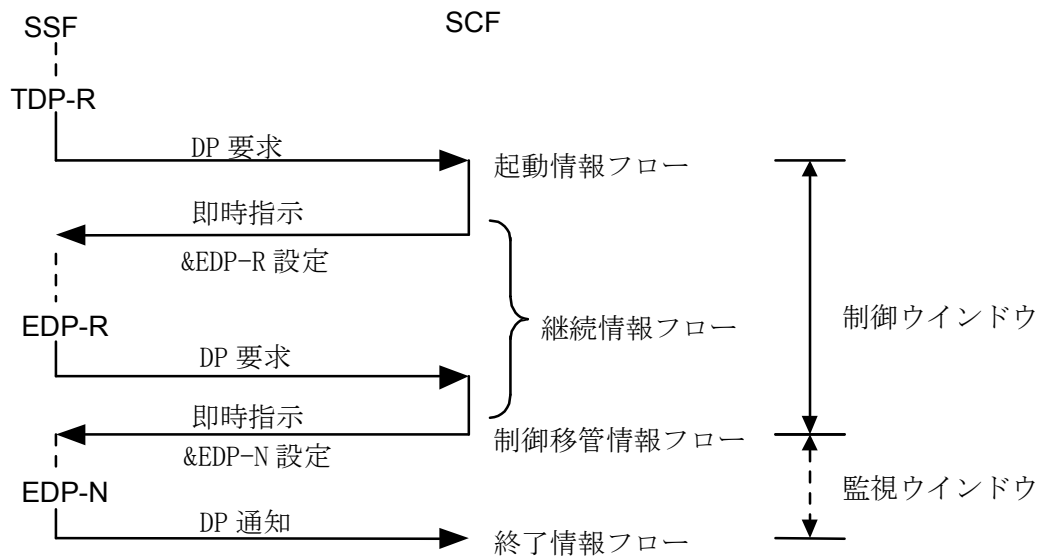 SSF
SCF
TDP-R
DP 要求
起動情報フロー
即時指示
&EDP-R 設定
EDP-R
継続情報フロー
制御ウインドウ
DP 要求
即時指示
制御移管情報フロー
&EDP-N 設定
EDP-N
監視ウインドウ
DP 通知
終了情報フロー